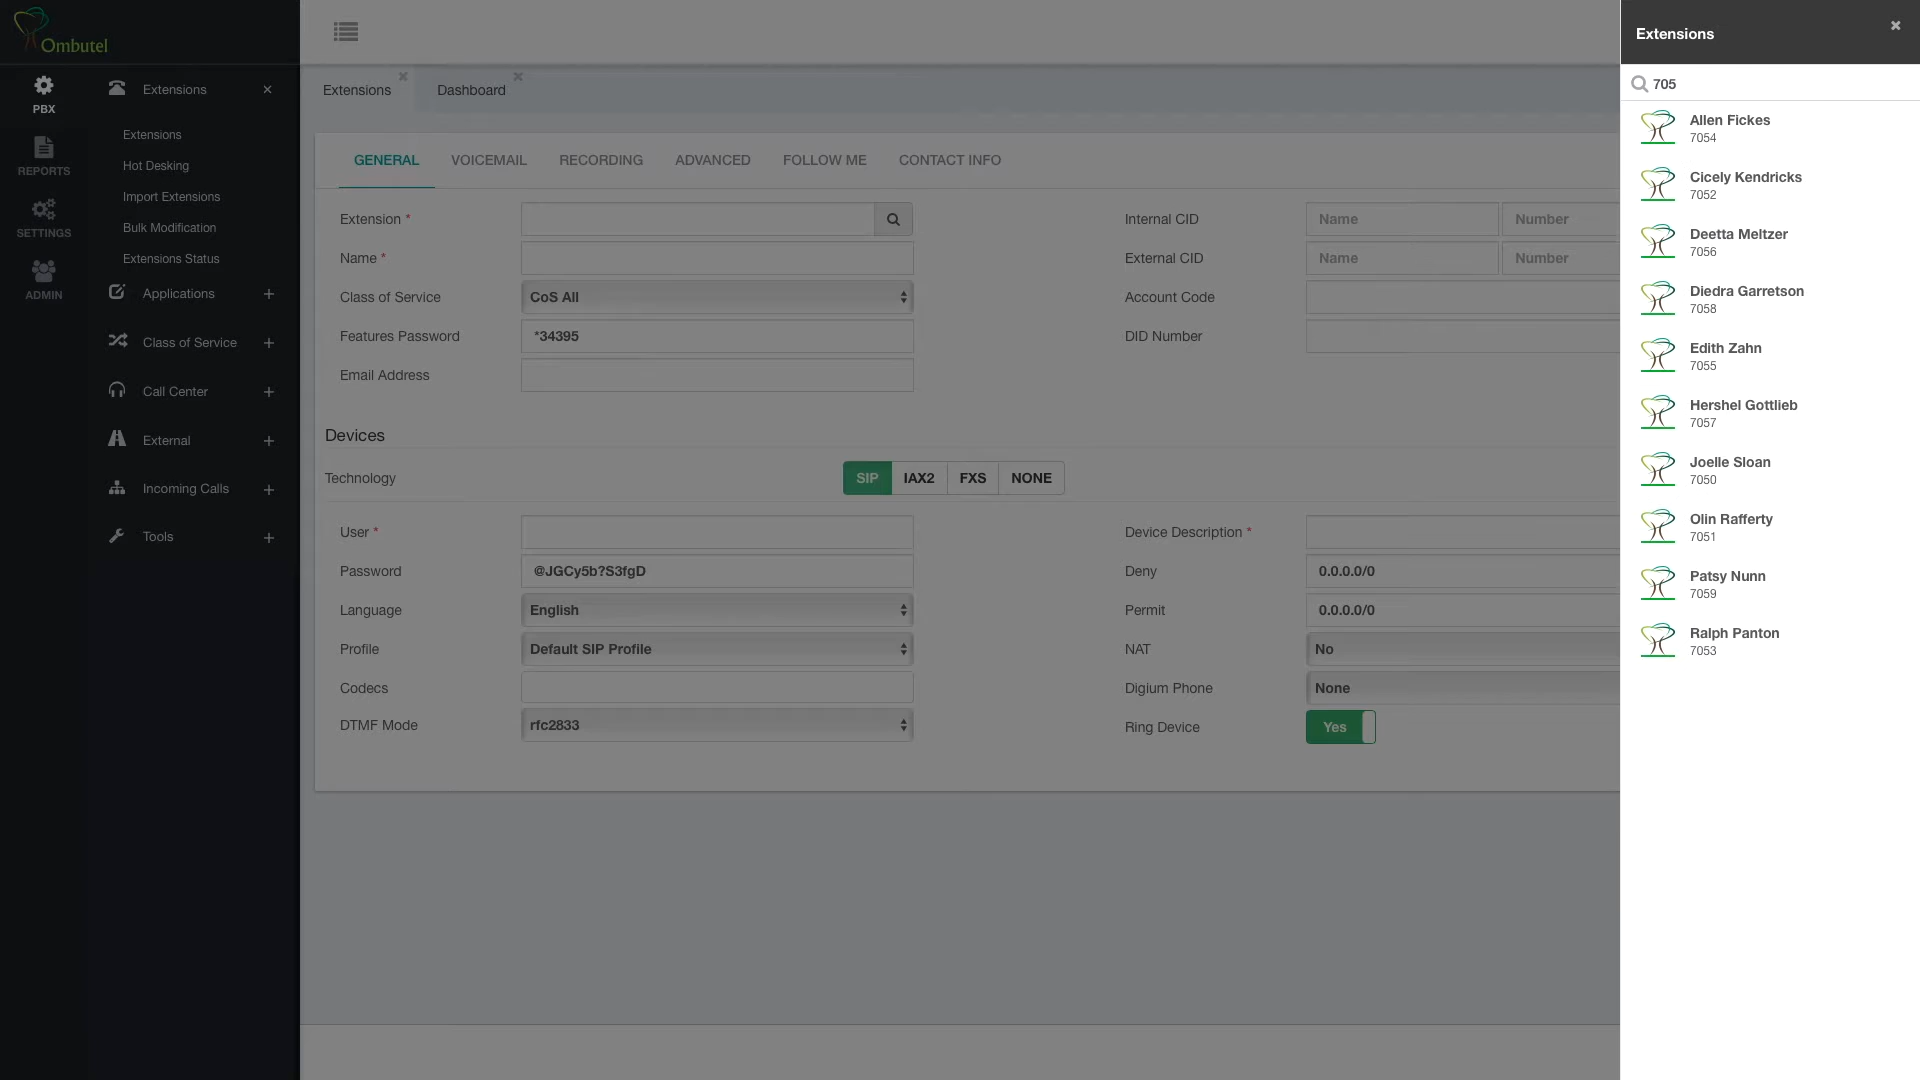 Ombutel
PBX
REPORTS
SETTINGS
ADMIN
Extensions
Extensions
Hot Desking
Import Extensions
Bulk Modification
Extensions Status
Applications
Class of Service
Call Center
External
Incoming Calls
Tools
Extensions
Dashboard
GENERAL VOICEMAIL RECORDING ADVANCED FOLLOW ME CONTACT INFO
Extension *
Name *
Class of Service CoS All
Features Password *34395
Email Address
Internal CID Name Number
External CID Name Number
Account Code
DID Number
Devices
Technology SIP IAX2 FXS NONE
User *
Password @JGCy5b?S3fgD
Language English
Profile Default SIP Profile
Codecs
DTMF Mode rfc2833
Device Description *
Deny 0.0.0.0/0
Permit 0.0.0.0/0
NAT No
Digium Phone None
Ring Device Yes
Extensions
705
Allen Fickes
7054
Cicely Kendricks
7052
Deetta Meltzer
7056
Diedra Garretson
7058
Edith Zahn
7055
Hershel Gottlieb
7057
Joelle Sloan
7050
Olin Rafferty
7051
Patsy Nunn
7059
Ralph Panton
7053